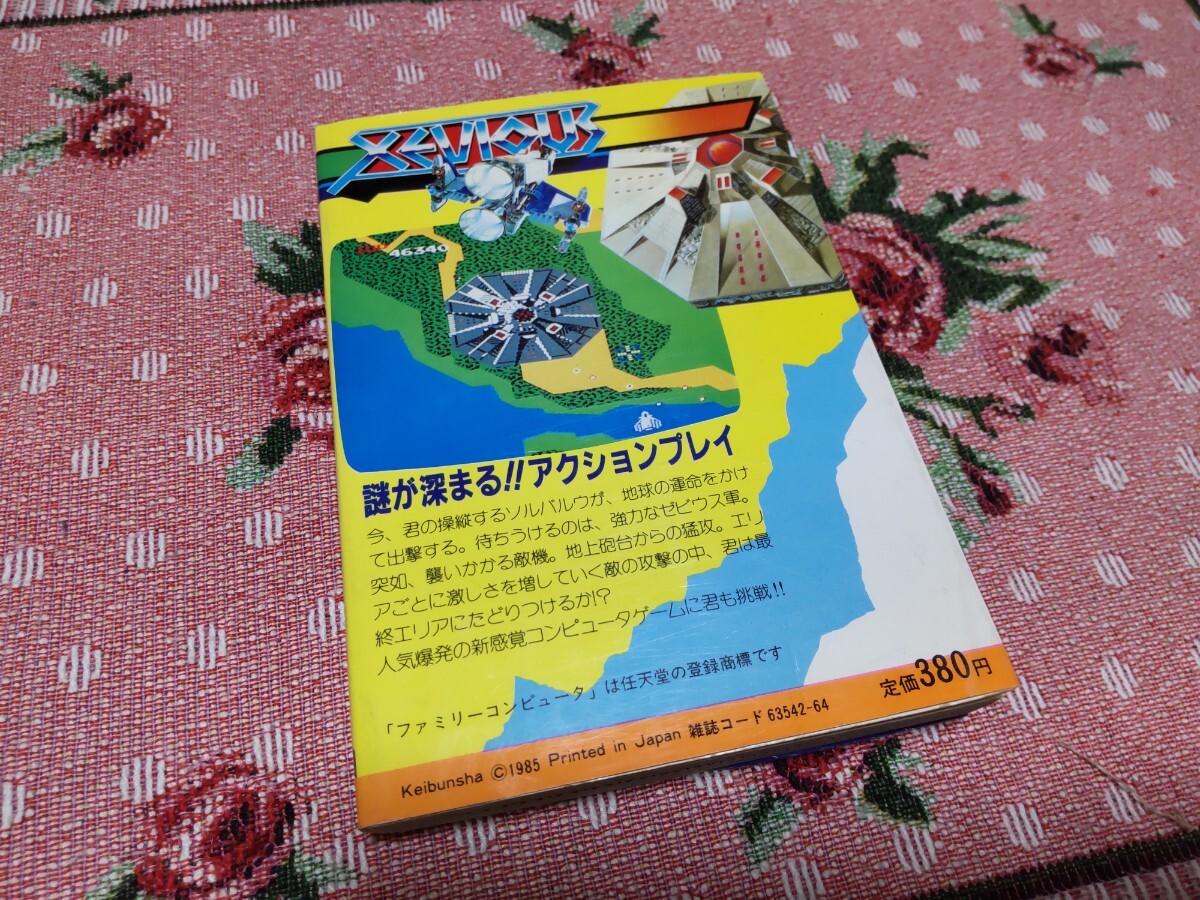 XEVIOUS
46340
謎が深まる!!アクションプレイ
今、君の操縦するソルバルウが、地球の運命をかけ
て出撃する。待ちうけるのは、強力なゼビウス軍。
突如、襲いかかる敵機。地上砲台からの猛攻。エリ
アごとに激しさを増していく敵の攻撃の中、君は最
終エリアにたどりつけるか!?
人気爆発の新感覚コンピュータゲームに君も挑戦!!
「ファミリーコンピュータ」は任天堂の登録商標です
Keibunsha ©1985 Printed in Japan 雑誌コード 63542-64
定価380円